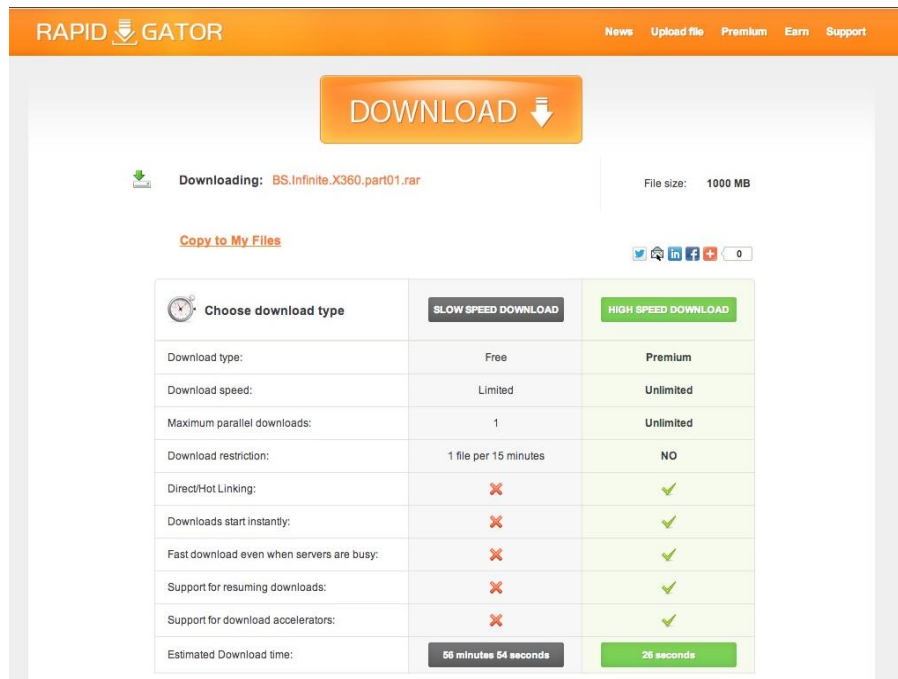 RAPID GATOR
News Upload file Premium Earn Support
DOWNLOAD
Downloading: BS.Infinite.X360.part01.rar
File size: 1000 MB
Copy to My Files
0
Choose download type SLOW SPEED DOWNLOAD HIGH SPEED DOWNLOAD
Download type: Free Premium
Download speed: Limited Unlimited
Maximum parallel downloads: 1 Unlimited
Download restriction: 1 file per 15 minutes NO
Direct/Hot Linking:
Downloads start instantly:
Fast download even when servers are busy:
Support for resuming downloads:
Support for download accelerators:
Estimated Download time: 56 minutes 54 seconds 26 seconds